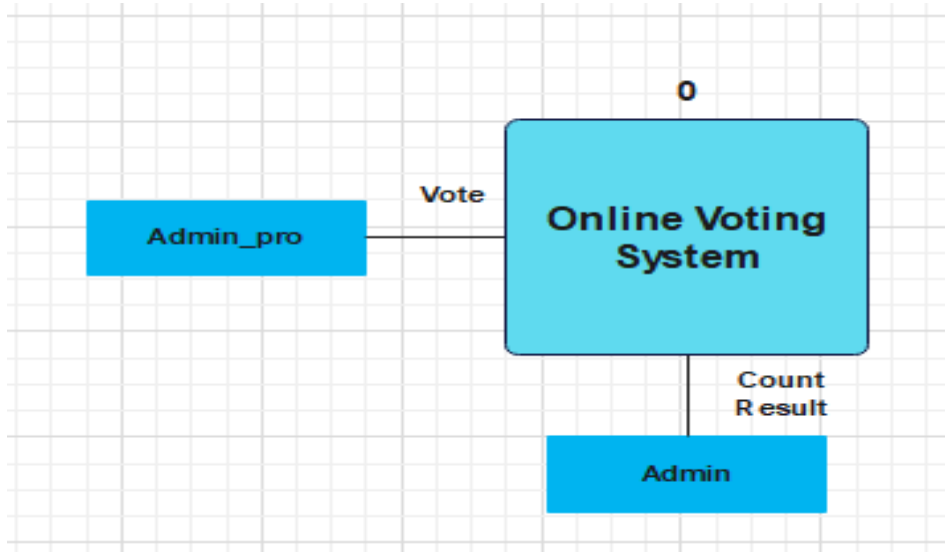 0
Vote
Admin_pro
Online Voting
System
Count
Result
Admin